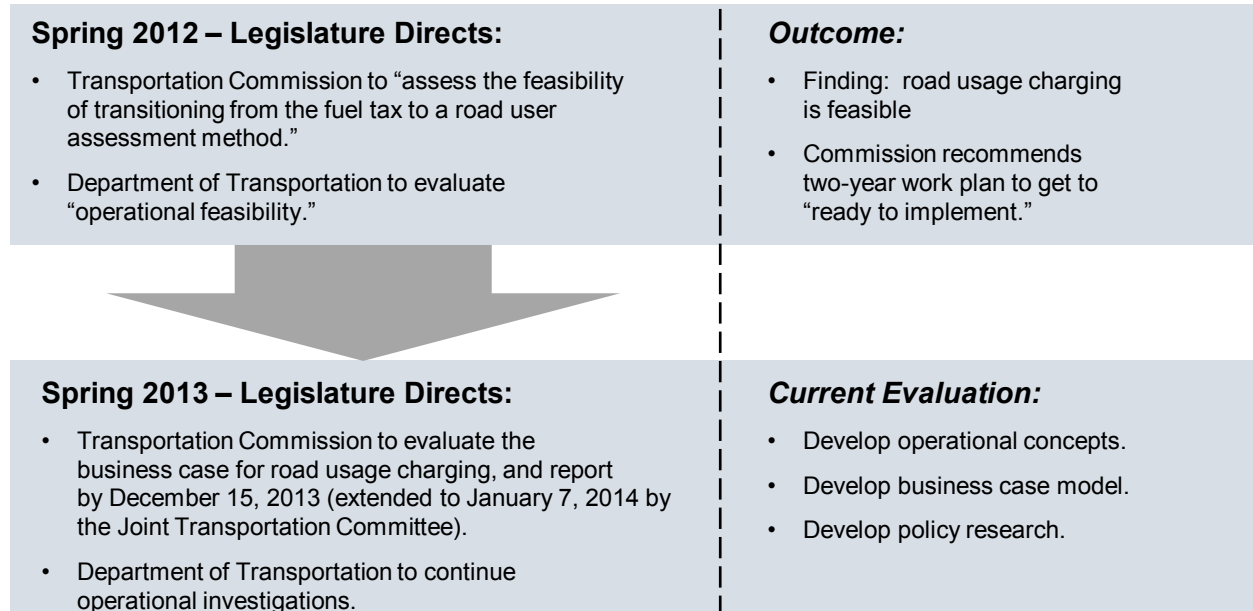 Spring 2012 – Legislature Directs:
• Transportation Commission to “assess the feasibility
of transitioning from the fuel tax to a road user
assessment method.”
• Department of Transportation to evaluate
“operational feasibility.”
Outcome:
• Finding: road usage charging
is feasible
• Commission recommends
two-year work plan to get to
“ready to implement.”
Spring 2013 – Legislature Directs:
• Transportation Commission to evaluate the
business case for road usage charging, and report
by December 15, 2013 (extended to January 7, 2014 by
the Joint Transportation Committee).
• Department of Transportation to continue
operational investigations.
Current Evaluation:
• Develop operational concepts.
• Develop business case model.
• Develop policy research.